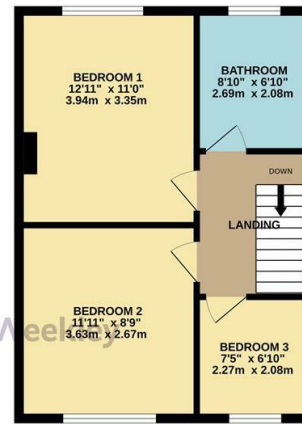 BEDROOM 1
12'11" x 11'0"
3.94m x 3.35m
BATHROOM
8'10" x 6'10"
2.69m x 2.08m
DOWN
LANDING
BEDROOM 2
11'11" x 8'9"
3.63m x 2.67m
Weekley
BEDROOM 3
7'5" x 6'10"
2.27m x 2.08m